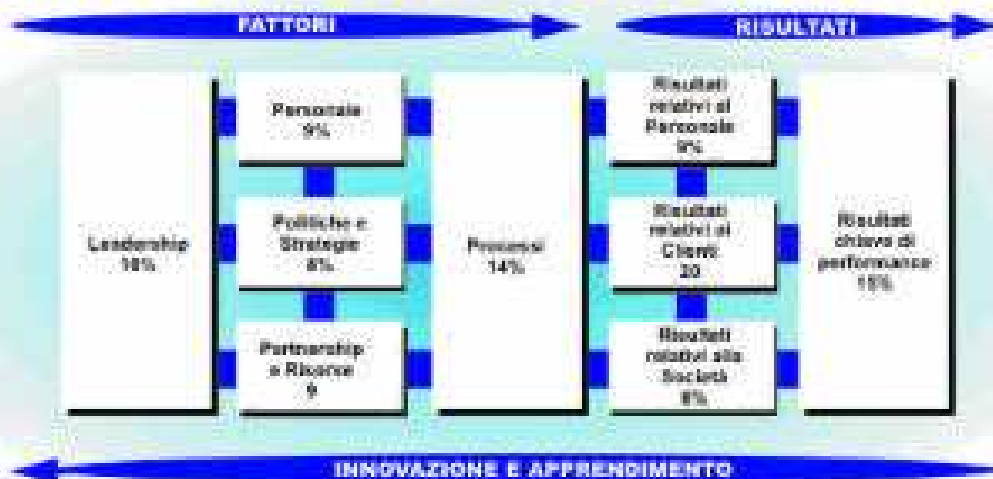 FATTORI
RISULTATI
Leadership
10%
Personale
9%
Politiche e
Strategie
8%
Partnership
e Risorse
9
Processi
14%
Risultati
relativi al
Personale
9%
Risultati
relativi ai
Clienti
20
Risultati
relativi alla
Società
6%
Risultati
chiave di
performance
15%
INNOVAZIONE E APPRENDIMENTO